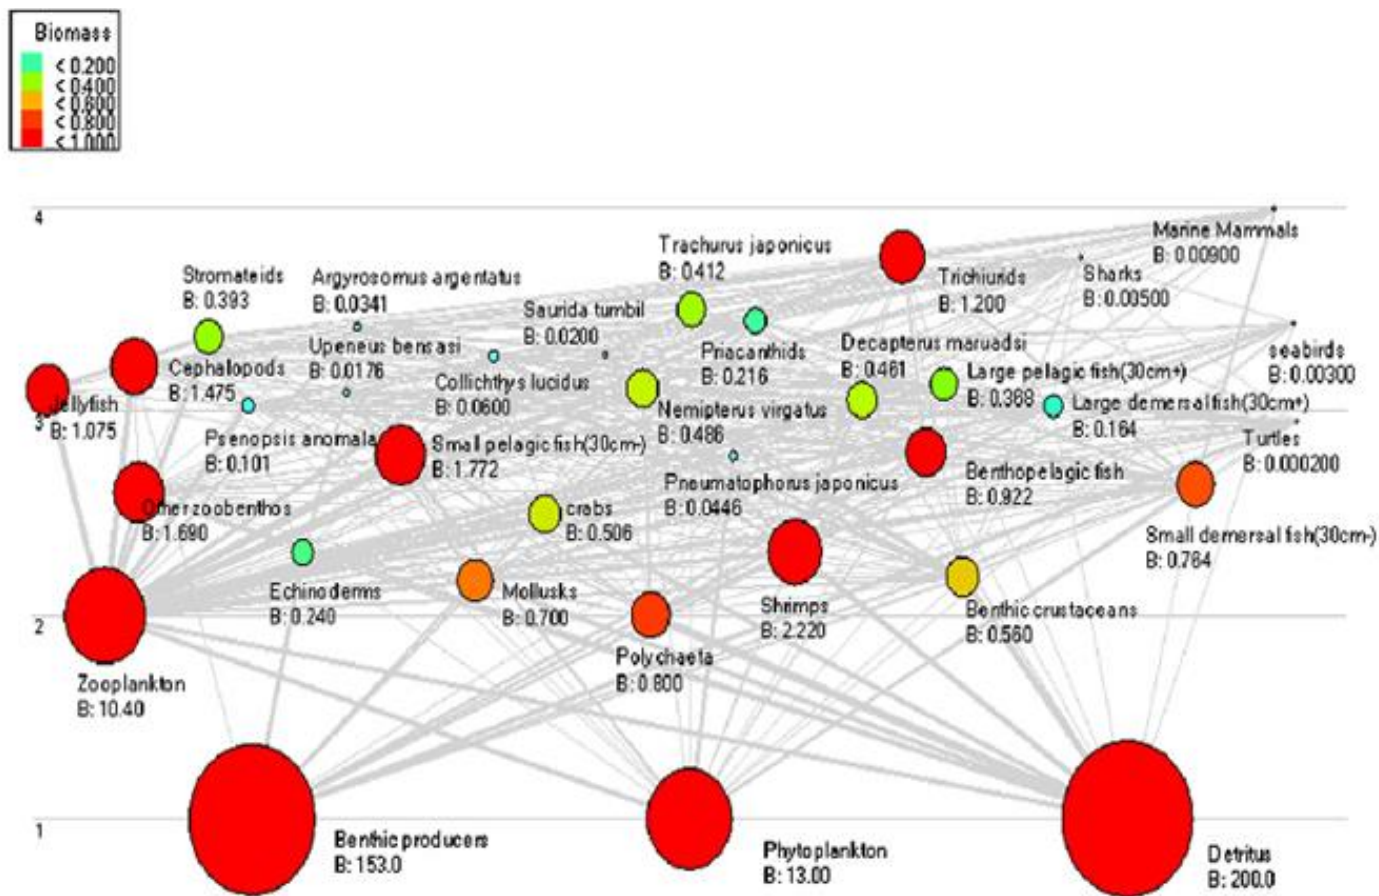 Biomass
< 0.200
< 0.400
< 0.600
< 0.800
< 1.000
4
Marine Mammals
B: 0.00900
Trachurus japonicus
B: 0.412
Stromateids
B: 0.393
Argyrosomus argentatus
B: 0.0341
Trichiurids
B: 1.200
Sharks
B: 0.00500
Saurida tumbil
B: 0.0200
Upeneus bensasi
B: 0.0176
Priacanthids
B: 0.216
Decapterus maruadsi
B: 0.461
seabirds
B: 0.00300
Cephalopods
B: 1.475
Collichthys lucidus
B: 0.0600
Large pelagic fish(30cm+)
B: 0.368
Jellyfish
B: 1.075
3
Nemipterus virgatus
B: 0.486
Large demersal fish(30cm+)
B: 0.164
Psenopsis anomala
B: 0.101
Small pelagic fish(30cm-)
B: 1.772
Turtles
B: 0.000200
Pneumatophorus japonicus
B: 0.0446
Benthopelagic fish
B: 0.922
Other zoobenthos
B: 1.690
crabs
B: 0.506
Small demersal fish(30cm-)
B: 0.784
Echinoderms
B: 0.240
Mollusks
B: 0.700
Shrimps
B: 2.220
Benthic crustaceans
B: 0.560
2
Polychaeta
B: 0.800
Zooplankton
B: 10.40
1
Benthic producers
B: 153.0
Phytoplankton
B: 13.00
Detritus
B: 200.0